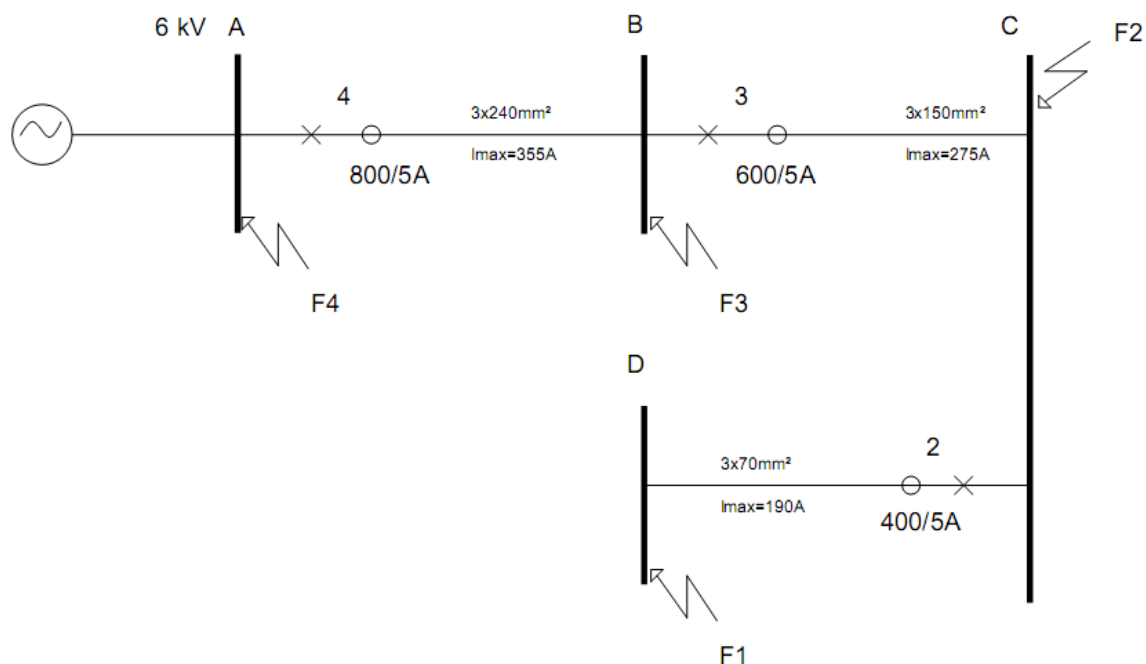 6 kV
A
B
C
F2
4
3x240mm²
3
3x150mm²
800/5A
Imax=355A
600/5A
Imax=275A
F4
F3
D
3x70mm²
2
Imax=190A
400/5A
F1